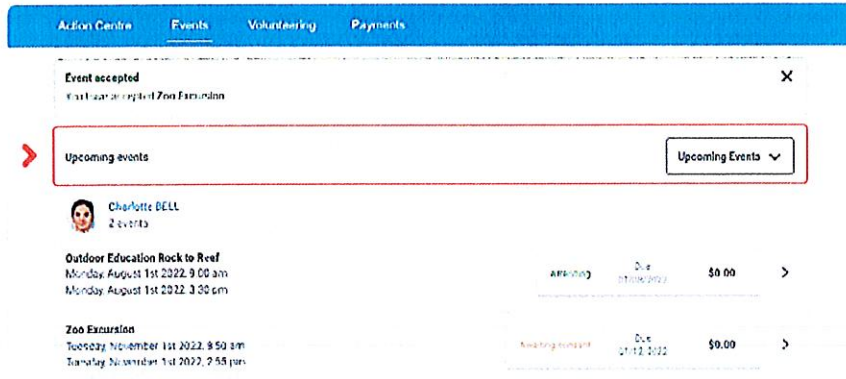 Action Centre Events Volunteering Payments
Event accepted
You have accepted Zoo Excursion
Upcoming events
Upcoming Events
Charlotte BELL
2 events
Outdoor Education Rock to Reef
Monday, August 1st 2022, 9.00 am
Monday, August 1st 2022, 3.30 pm
Attending
Due
$0.00
Zoo Excursion
Tuesday, November 1st 2022, 9.50 am
Tuesday, November 1st 2022, 2.55 pm
Awaiting consent
Due
$0.00